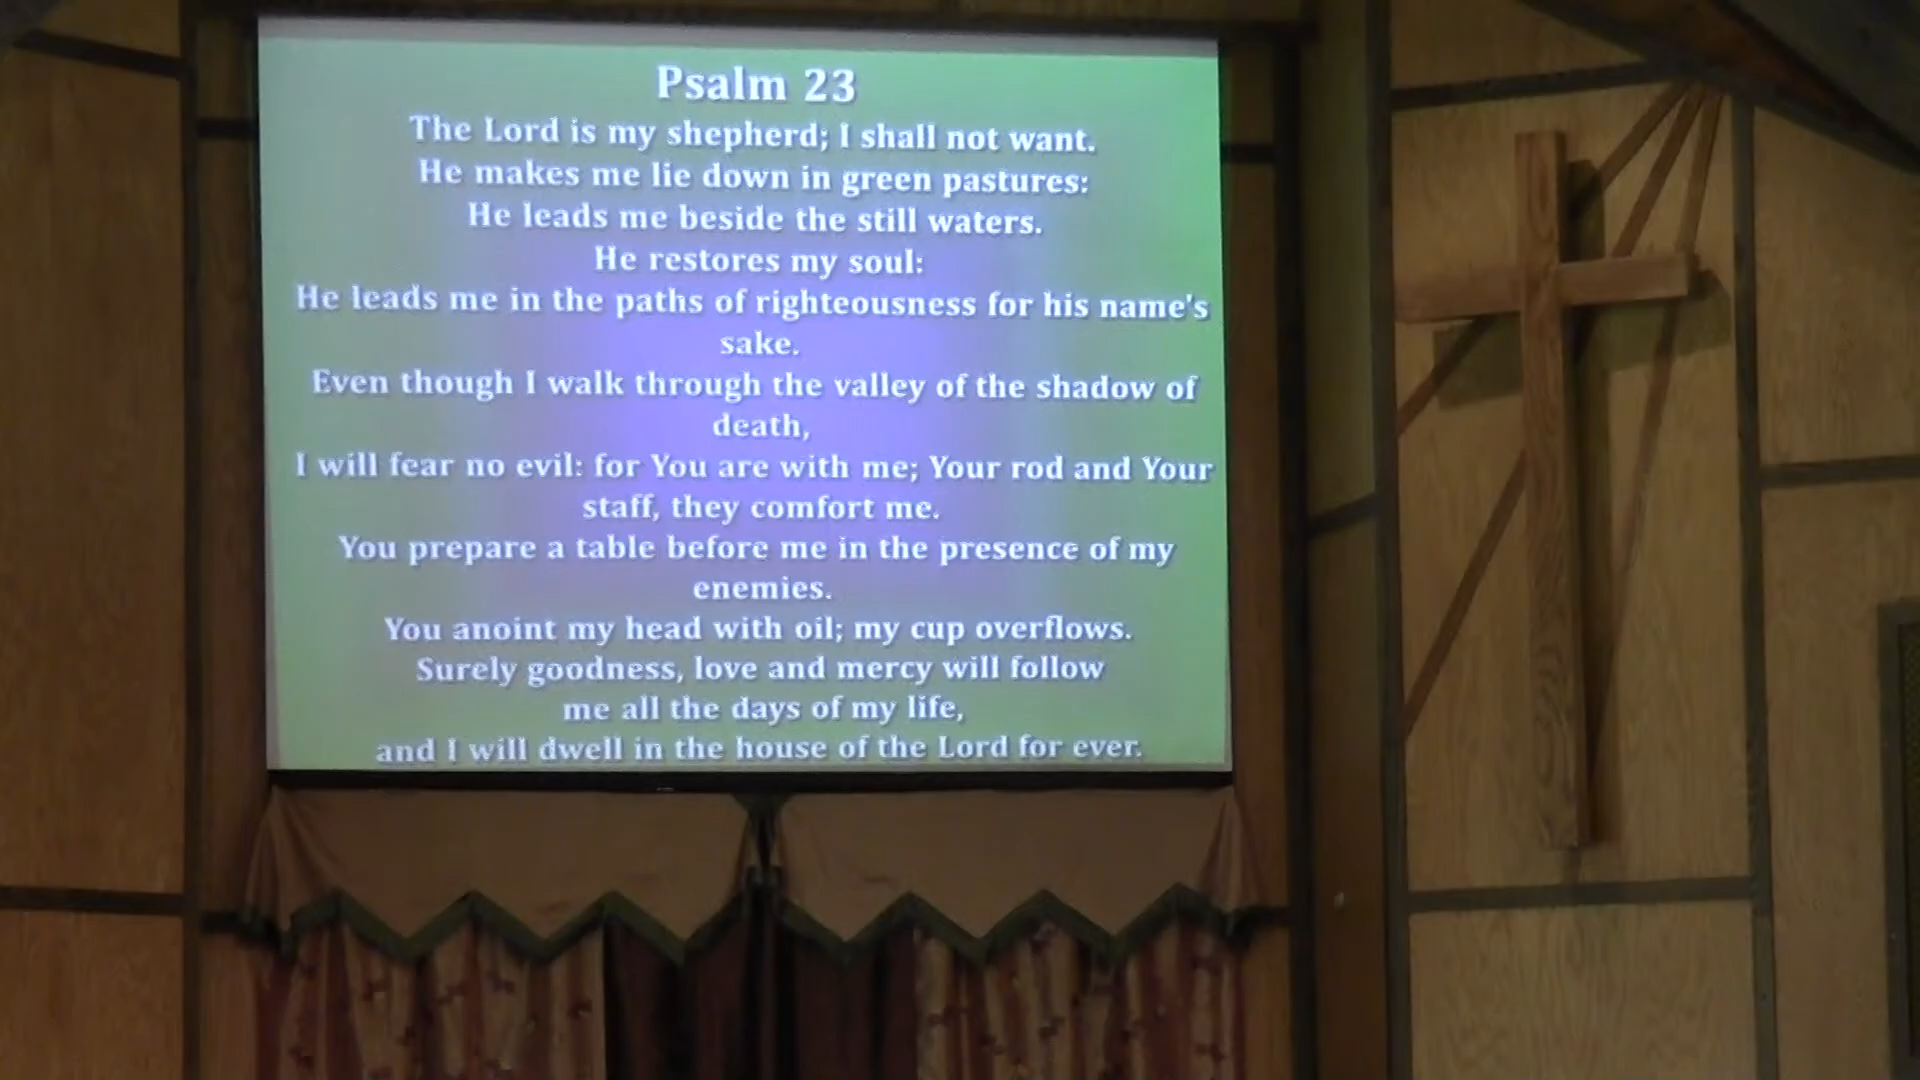 Psalm 23
The Lord is my shepherd; I shall not want.
He makes me lie down in green pastures:
He leads me beside the still waters.
He restores my soul:
He leads me in the paths of righteousness for his name's
sake.
Even though I walk through the valley of the shadow of
death,
I will fear no evil: for You are with me; Your rod and Your
staff, they comfort me.
You prepare a table before me in the presence of my
enemies.
You anoint my head with oil; my cup overflows.
Surely goodness, love and mercy will follow
me all the days of my life,
and I will dwell in the house of the Lord for ever.